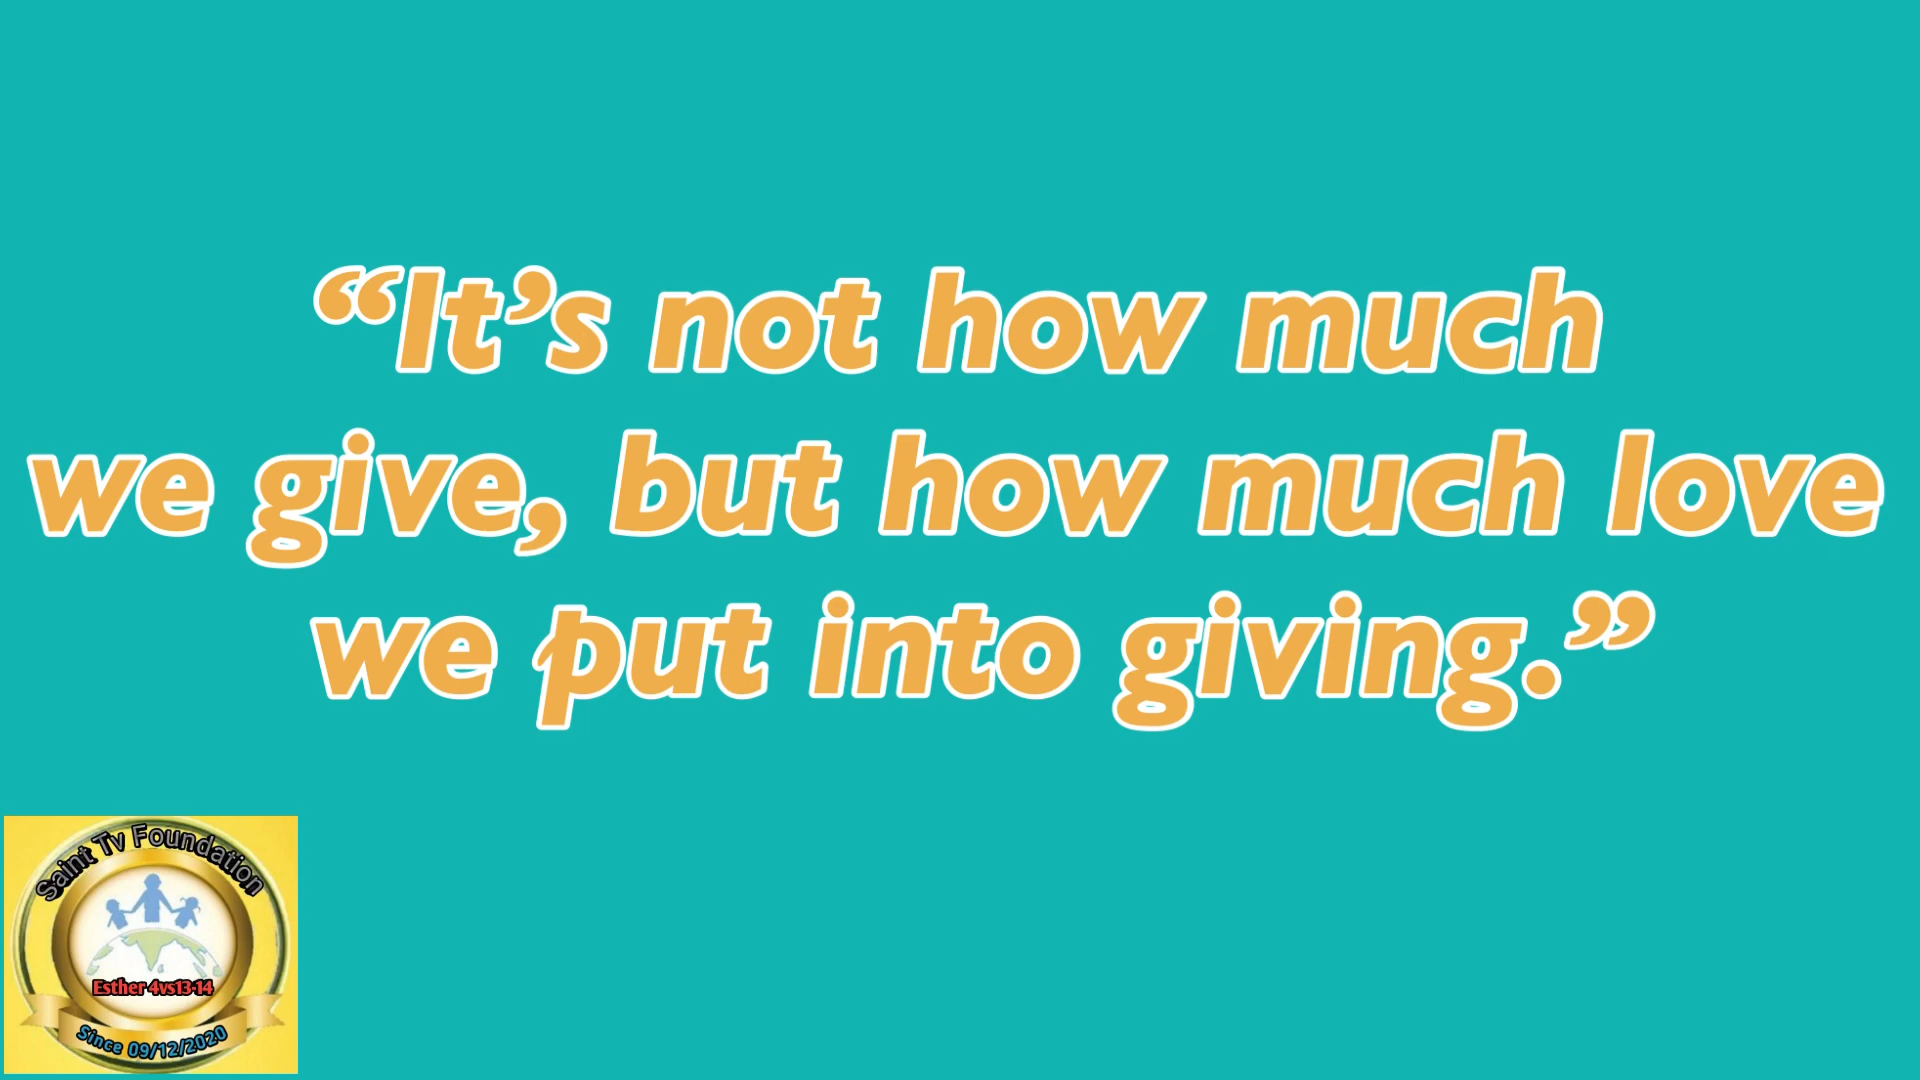 “It’s not how much
we give, but how much love
we put into giving.”
Saint Tv Foundation
Esther 4vs13-14
Since 09/12/2020